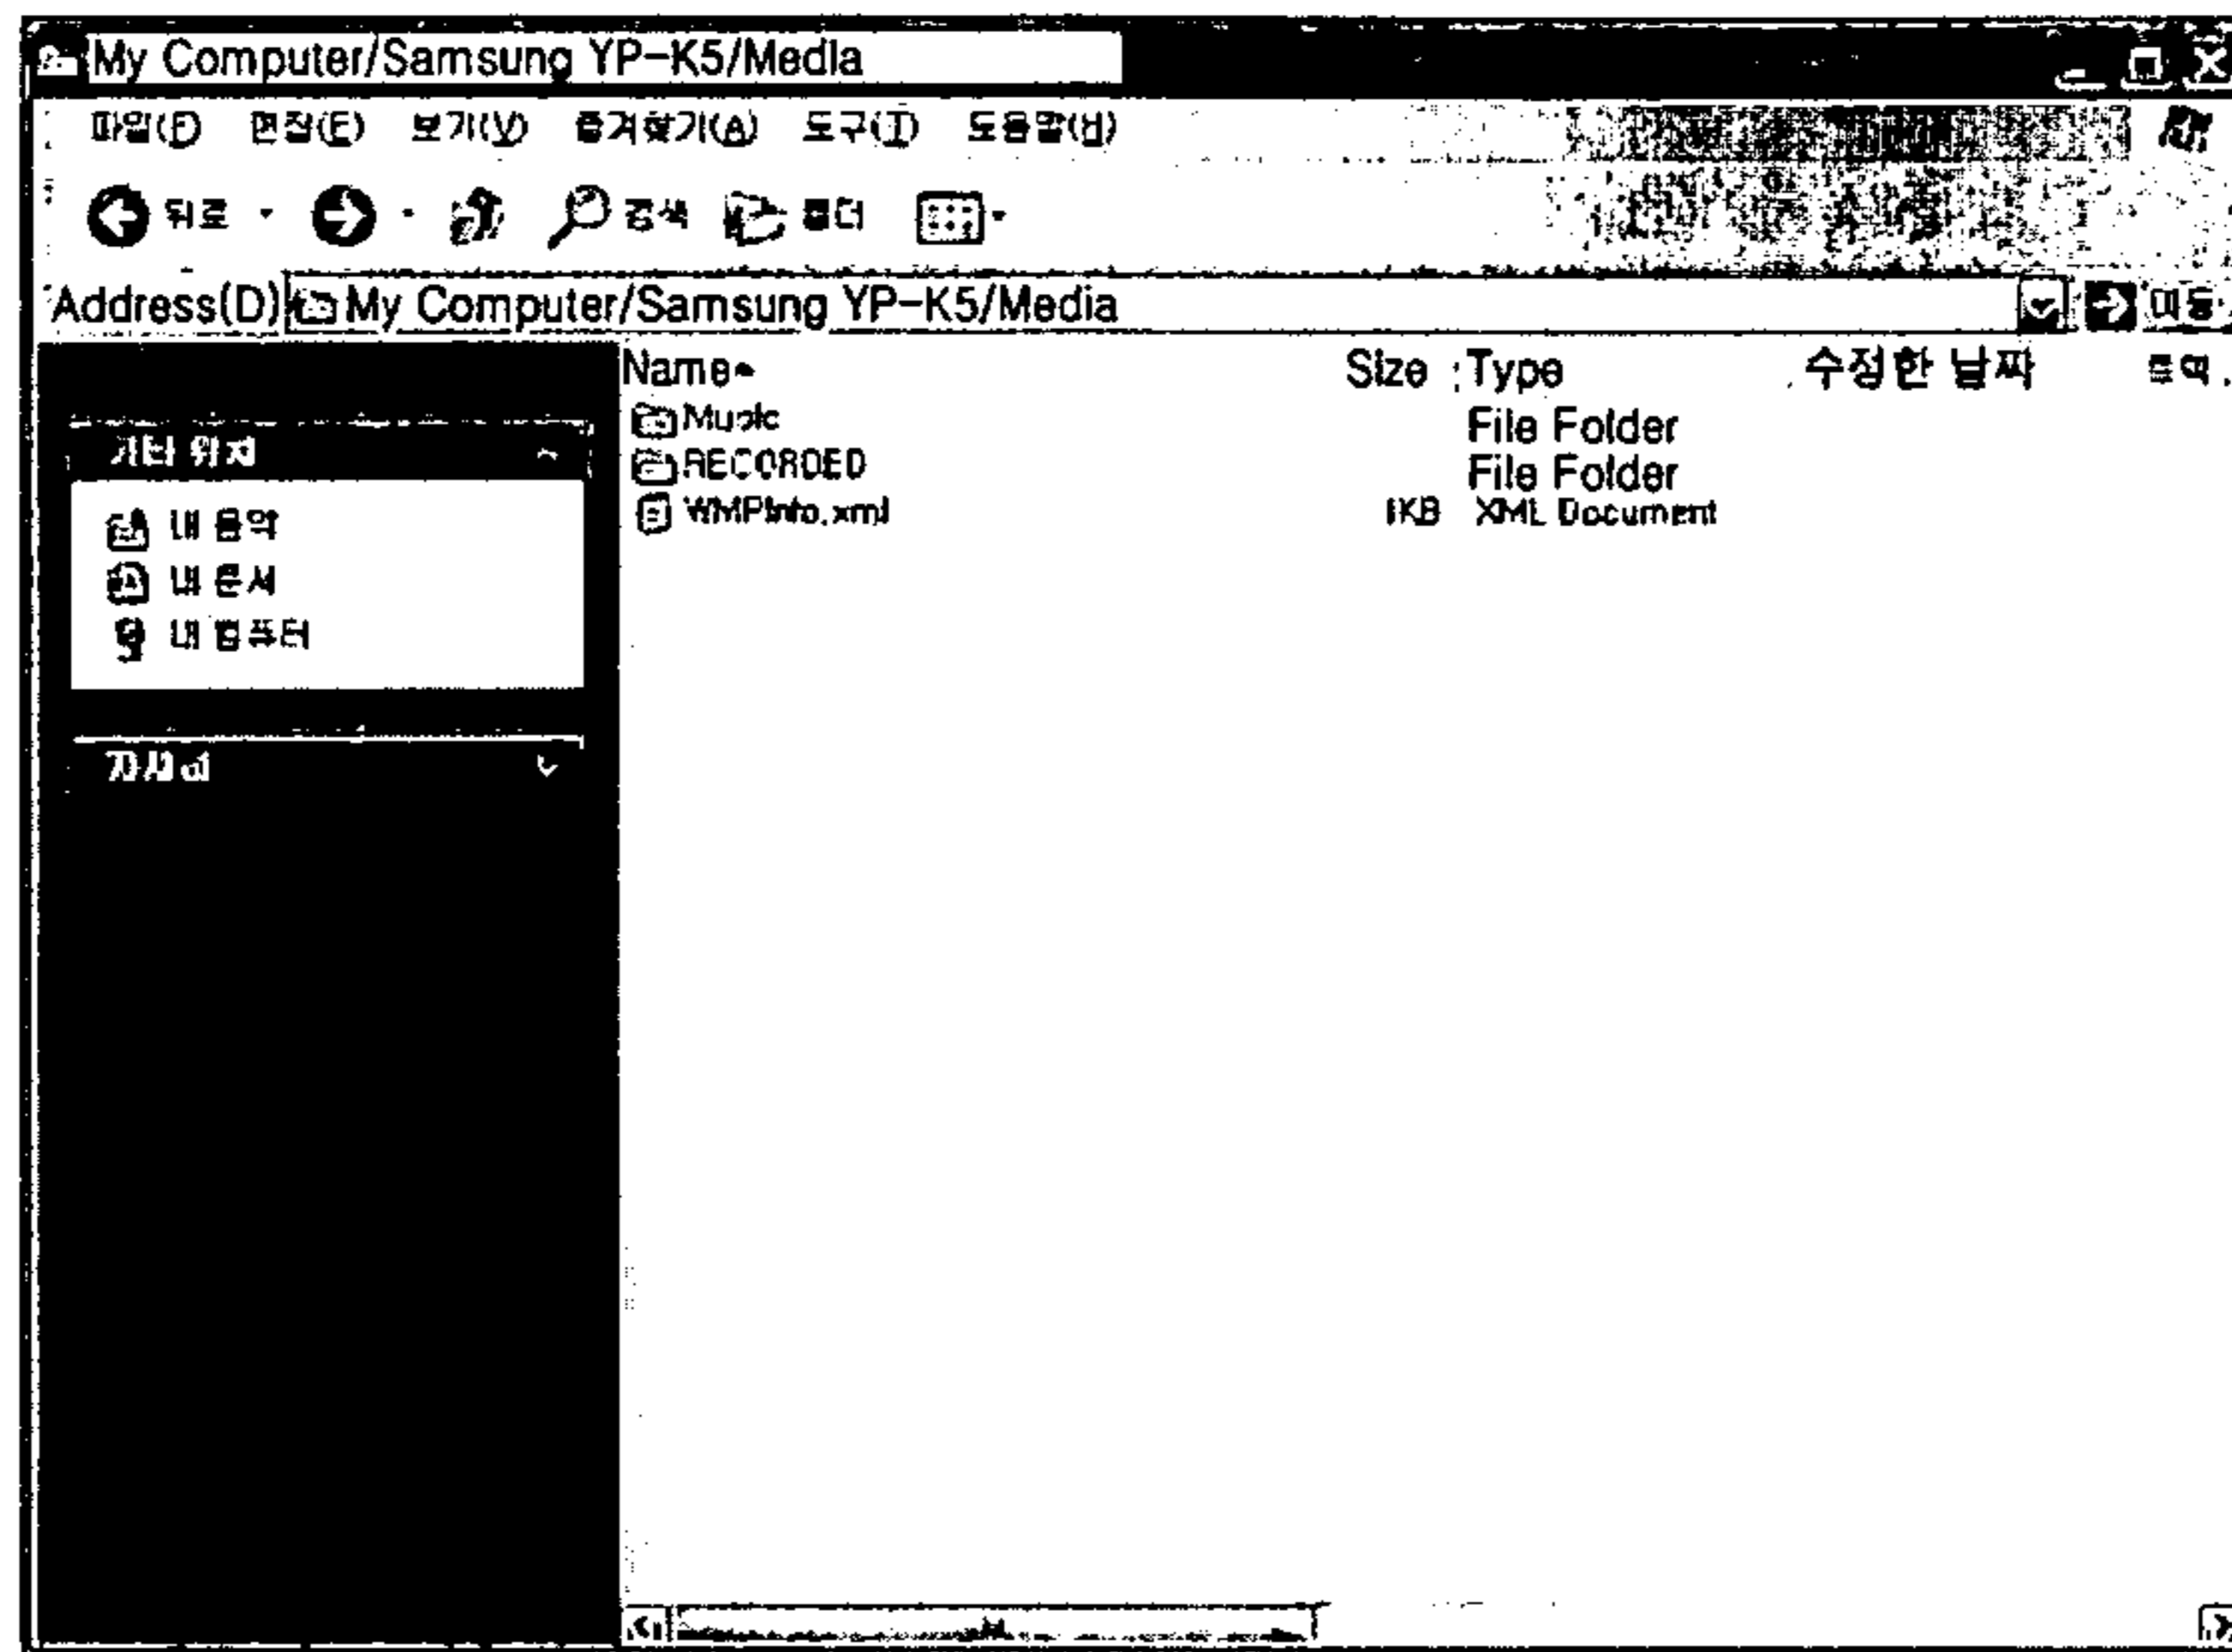 My Computer/Samsung YP-K5/Media
파일(F) 편집(E) 보기(V) 즐겨찾기(A) 도구(T) 도움말(H)
뒤로 검색 폴더
Address(D) My Computer/Samsung YP-K5/Media 이동
Name Size Type 수정한 날짜
기타 위치
Music File Folder
RECORDED File Folder
WMPInfo.xml 1KB XML Document
내 음악
내 문서
내 컴퓨터
자세히